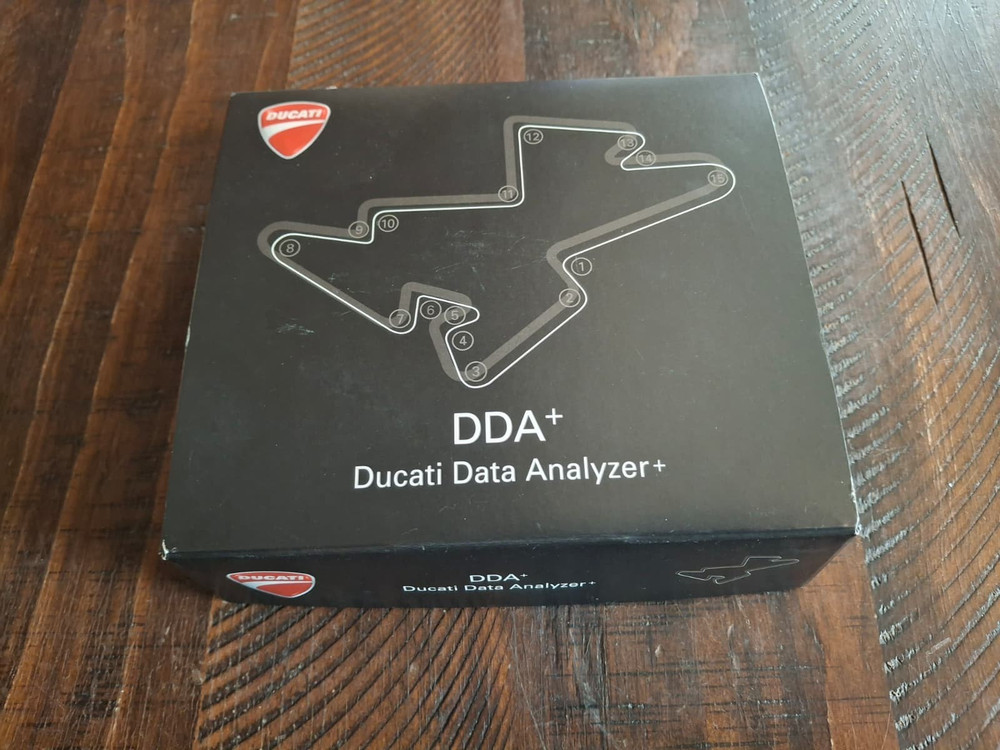 DUCATI
12
13
14
15
11
9
10
8
1
2
7
6
5
4
3
DDA+
Ducati Data Analyzer+
DUCATI
DDA+
Ducati Data Analyzer+